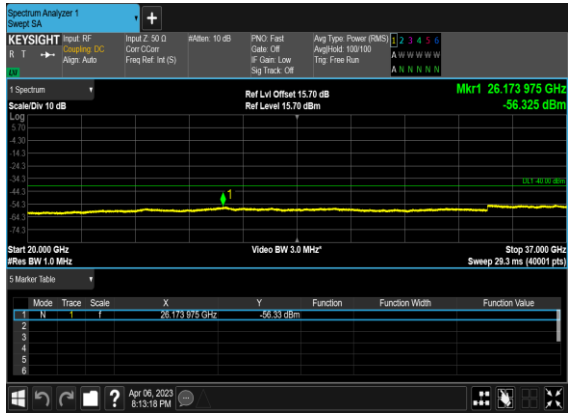 Spectrum Analyzer 1
Swept SA
+
KEYSIGHT
R T
LXI
Input: RF
Coupling: DC
Align: Auto
Input Z: 50 Ω
Corr CCorr
Freq Ref: Int (S)
#Atten: 10 dB
PNO: Fast
Gate: Off
IF Gain: Low
Sig Track: Off
Avg Type: Power (RMS)
Avg|Hold: 100/100
Trig: Free Run
1 2 3 4 5 6
A W W W W W
A N N N N N
1 Spectrum
Scale/Div 10 dB
Ref Lvl Offset 15.70 dB
Ref Level 15.70 dBm
Mkr1 26.173 975 GHz
-56.325 dBm
Log
5.70
-4.30
-14.3
-24.3
-34.3
-44.3
-54.3
-64.3
-74.3
DL1 -40.00 dBm
1
Start 20.000 GHz
#Res BW 1.0 MHz
Video BW 3.0 MHz*
Stop 37.000 GHz
Sweep 29.3 ms (40001 pts)
5 Marker Table
Mode Trace Scale X Y Function Function Width Function Value
1 N 1 f 26.173 975 GHz -56.33 dBm
2
3
4
5
6
?
Apr 06, 2023
8:13:18 PM